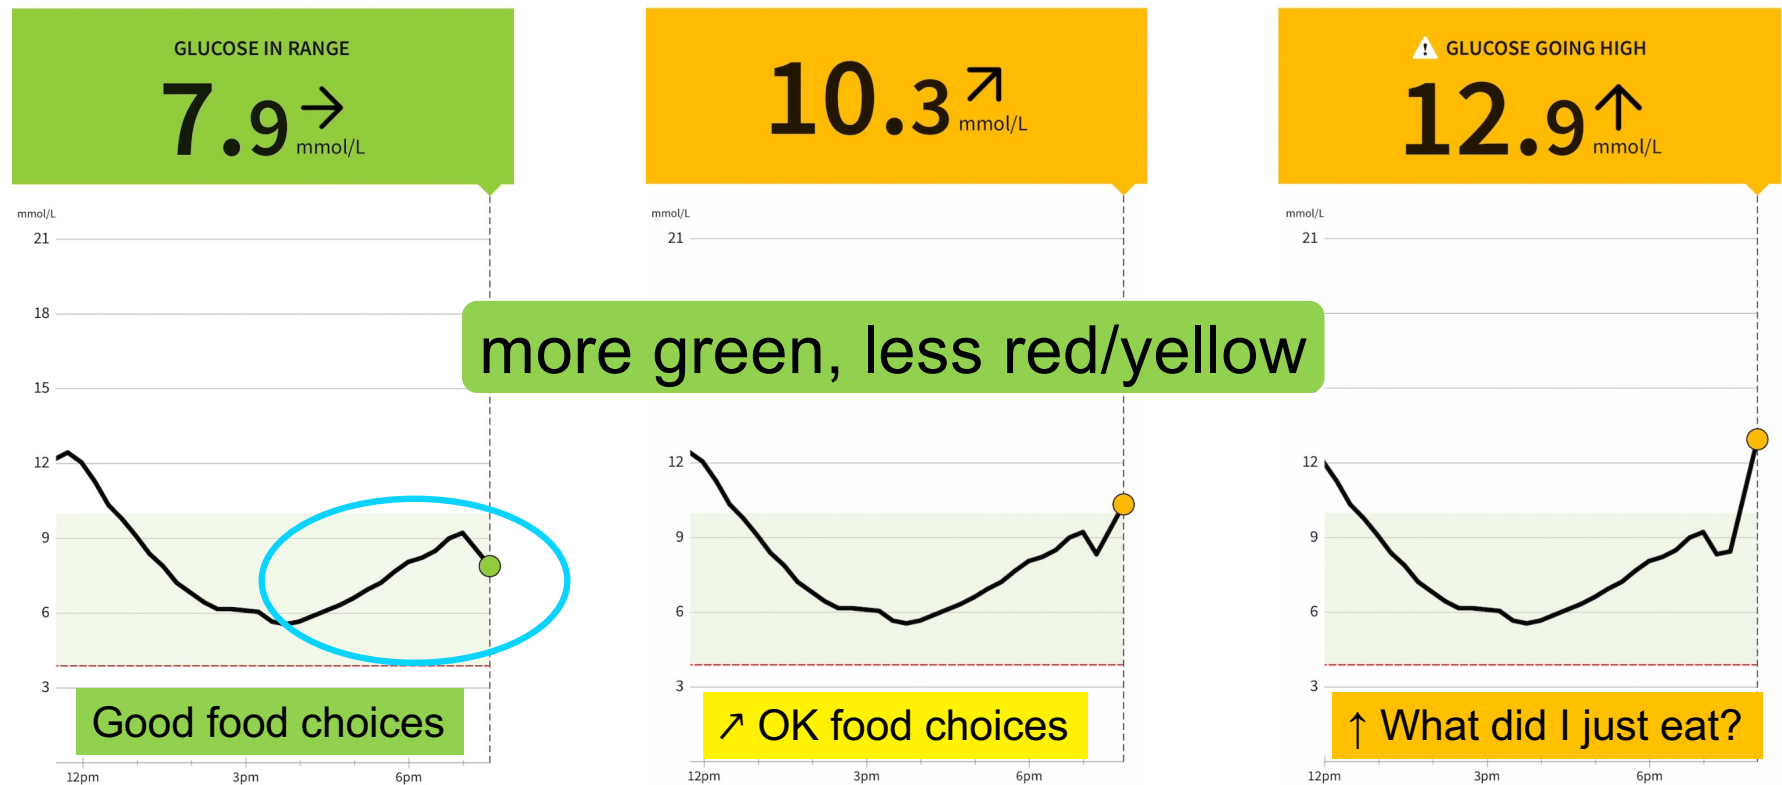 GLUCOSE IN RANGE
7.9→
mmol/L
10.3↗
mmol/L
⚠ GLUCOSE GOING HIGH
12.9↑
mmol/L
mmol/L
21
18
15
12
9
6
3
12pm
3pm
6pm
Good food choices
mmol/L
21
12
9
6
3
12pm
3pm
6pm
↗ OK food choices
mmol/L
21
12
9
6
3
12pm
3pm
6pm
↑ What did I just eat?
more green, less red/yellow